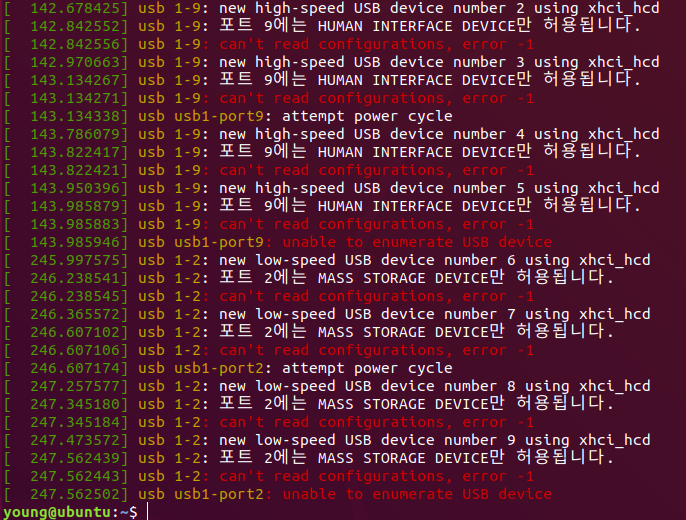 [  142.678425] usb 1-9: new high-speed USB device number 2 using xhci_hcd
[  142.842552] usb 1-9: 포트 9에는 HUMAN INTERFACE DEVICE만 허용됩니다.
[  142.842556] usb 1-9: can't read configurations, error -1
[  142.970663] usb 1-9: new high-speed USB device number 3 using xhci_hcd
[  143.134267] usb 1-9: 포트 9에는 HUMAN INTERFACE DEVICE만 허용됩니다.
[  143.134271] usb 1-9: can't read configurations, error -1
[  143.134338] usb usb1-port9: attempt power cycle
[  143.786079] usb 1-9: new high-speed USB device number 4 using xhci_hcd
[  143.822417] usb 1-9: 포트 9에는 HUMAN INTERFACE DEVICE만 허용됩니다.
[  143.822421] usb 1-9: can't read configurations, error -1
[  143.950396] usb 1-9: new high-speed USB device number 5 using xhci_hcd
[  143.985879] usb 1-9: 포트 9에는 HUMAN INTERFACE DEVICE만 허용됩니다.
[  143.985883] usb 1-9: can't read configurations, error -1
[  143.985946] usb usb1-port9: unable to enumerate USB device
[  245.997575] usb 1-2: new low-speed USB device number 6 using xhci_hcd
[  246.238541] usb 1-2: 포트 2에는 MASS STORAGE DEVICE만 허용됩니다.
[  246.238545] usb 1-2: can't read configurations, error -1
[  246.365572] usb 1-2: new low-speed USB device number 7 using xhci_hcd
[  246.607102] usb 1-2: 포트 2에는 MASS STORAGE DEVICE만 허용됩니다.
[  246.607106] usb 1-2: can't read configurations, error -1
[  246.607174] usb usb1-port2: attempt power cycle
[  247.257577] usb 1-2: new low-speed USB device number 8 using xhci_hcd
[  247.345180] usb 1-2: 포트 2에는 MASS STORAGE DEVICE만 허용됩니다.
[  247.345184] usb 1-2: can't read configurations, error -1
[  247.473572] usb 1-2: new low-speed USB device number 9 using xhci_hcd
[  247.562439] usb 1-2: 포트 2에는 MASS STORAGE DEVICE만 허용됩니다.
[  247.562443] usb 1-2: can't read configurations, error -1
[  247.562502] usb usb1-port2: unable to enumerate USB device
young@ubuntu:~$